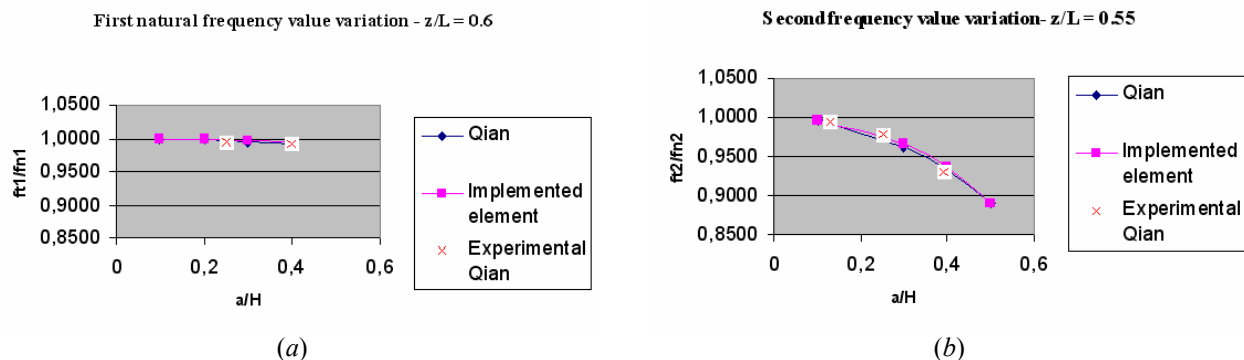 First natural frequency value variation - z/L = 0.6
1,0500
1,0000
0,9500
0,9000
0,8500
ft1/fn1
0
0,2
0,4
0,6
a/H
Qian
Implemented
element
Experimental
Qian
(a)
Second frequency value variation- z/L = 0.55
1,0500
1,0000
0,9500
0,9000
0,8500
ft2/fn2
0
0,2
0,4
0,6
a/H
Qian
Implemented
element
Experimental
Qian
(b)